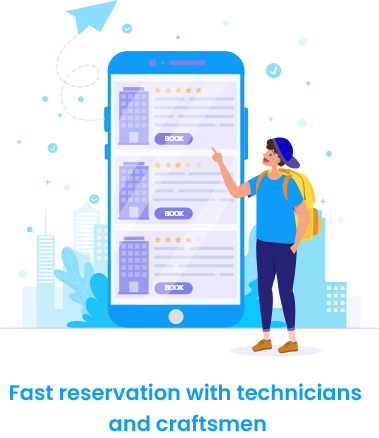 BOOK
BOOK
BOOK
Fast reservation with technicians
and craftsmen